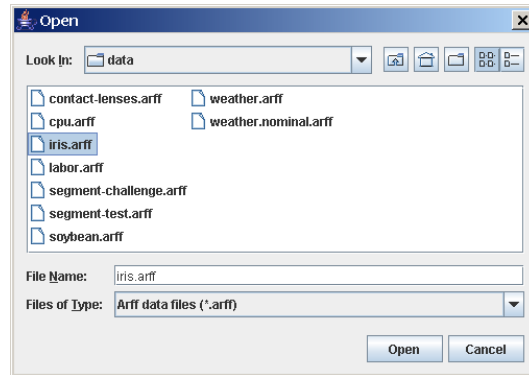 Open
Look In: data
contact-lenses.arff weather.arff
cpu.arff weather.nominal.arff
iris.arff
labor.arff
segment-challenge.arff
segment-test.arff
soybean.arff
File Name: iris.arff
Files of Type: Arff data files (*.arff)
Open Cancel